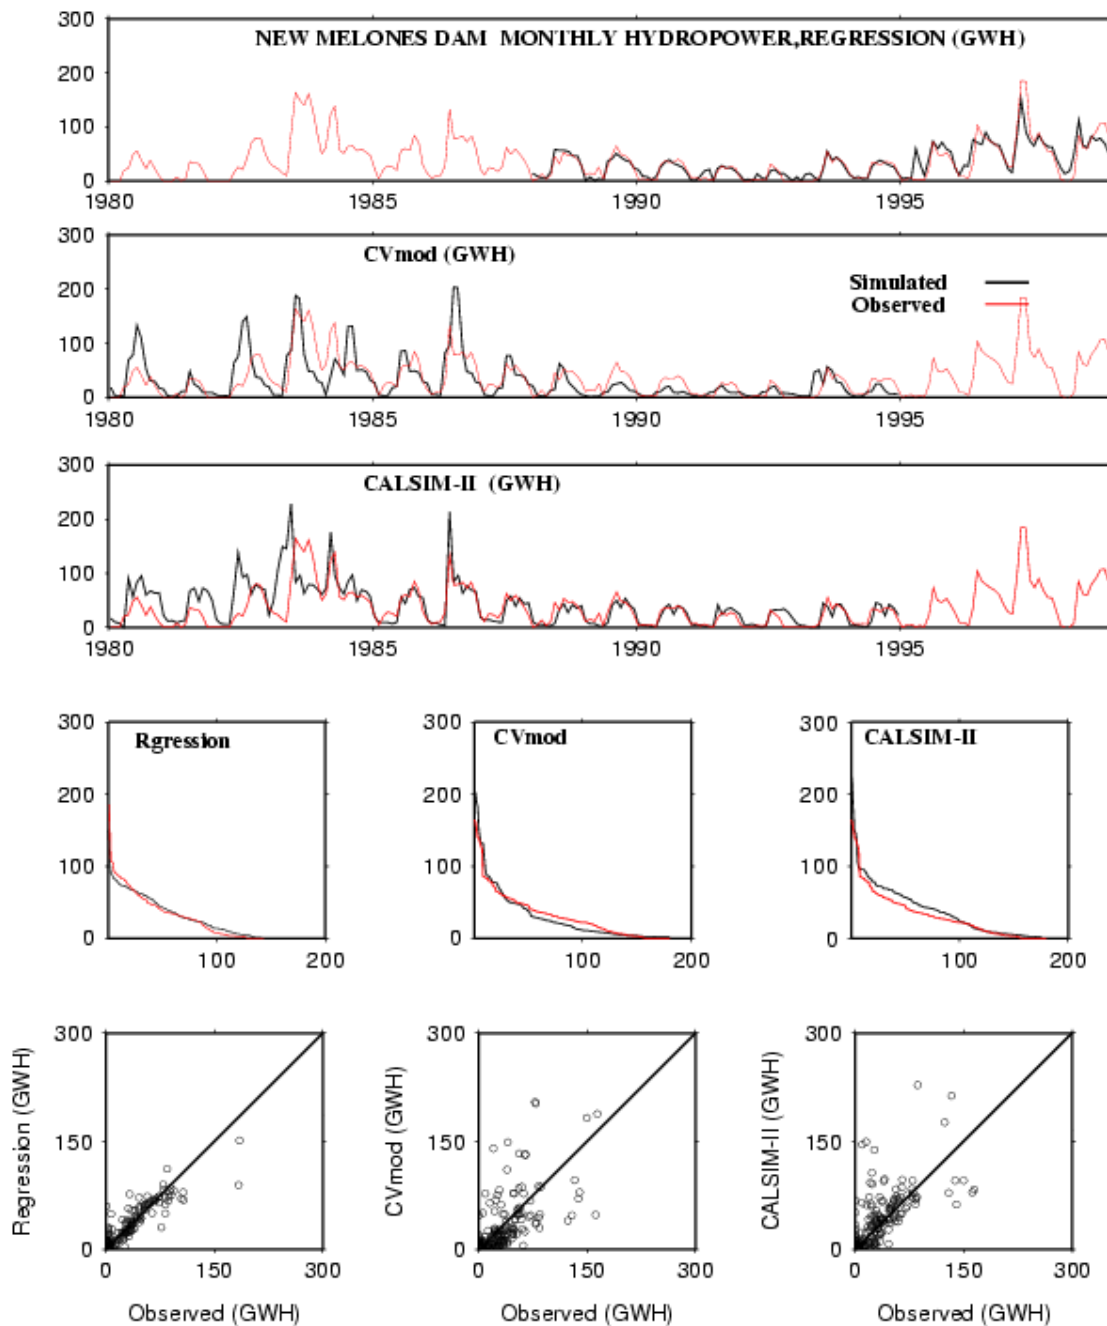 300
NEW MELONES DAM MONTHLY HYDROPOWER,REGRESSION (GWH)
200
100
0
1980 1985 1990 1995
300
CVmod (GWH)
200
Simulated
Observed
100
0
1980 1985 1990 1995
300
CALSIM-II (GWH)
200
100
0
1980 1985 1990 1995
300 300 300
Rgression CVmod CALSIM-II
200 200 200
100 100 100
0 0 0
100 200 100 200 100 200
300 300 300
Regression (GWH) CVmod (GWH) CALSIM-II (GWH)
150 150 150
0 0 0
0 150 300 0 150 300 0 150 300
Observed (GWH) Observed (GWH) Observed (GWH)